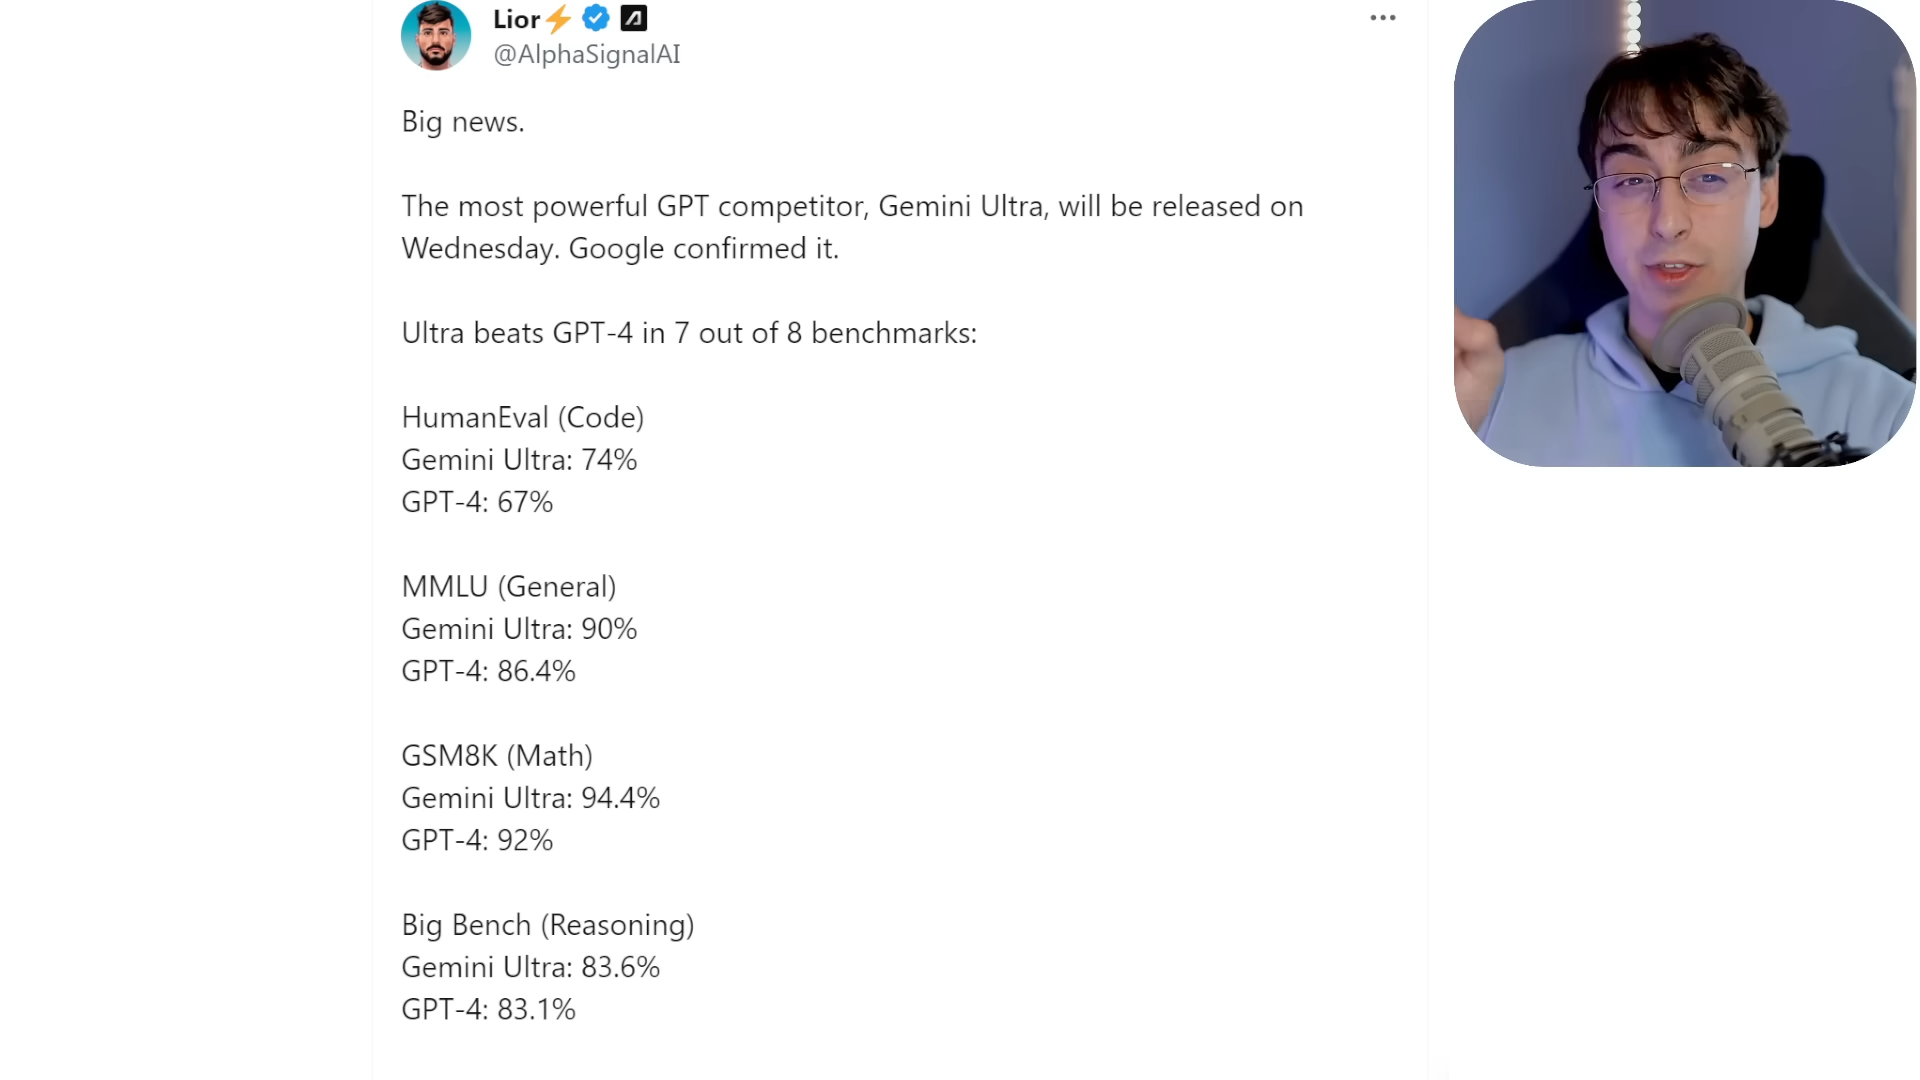 Lior⚡
@AlphaSignalAI
Big news.
The most powerful GPT competitor, Gemini Ultra, will be released on
Wednesday. Google confirmed it.
Ultra beats GPT-4 in 7 out of 8 benchmarks:
HumanEval (Code)
Gemini Ultra: 74%
GPT-4: 67%
MMLU (General)
Gemini Ultra: 90%
GPT-4: 86.4%
GSM8K (Math)
Gemini Ultra: 94.4%
GPT-4: 92%
Big Bench (Reasoning)
Gemini Ultra: 83.6%
GPT-4: 83.1%